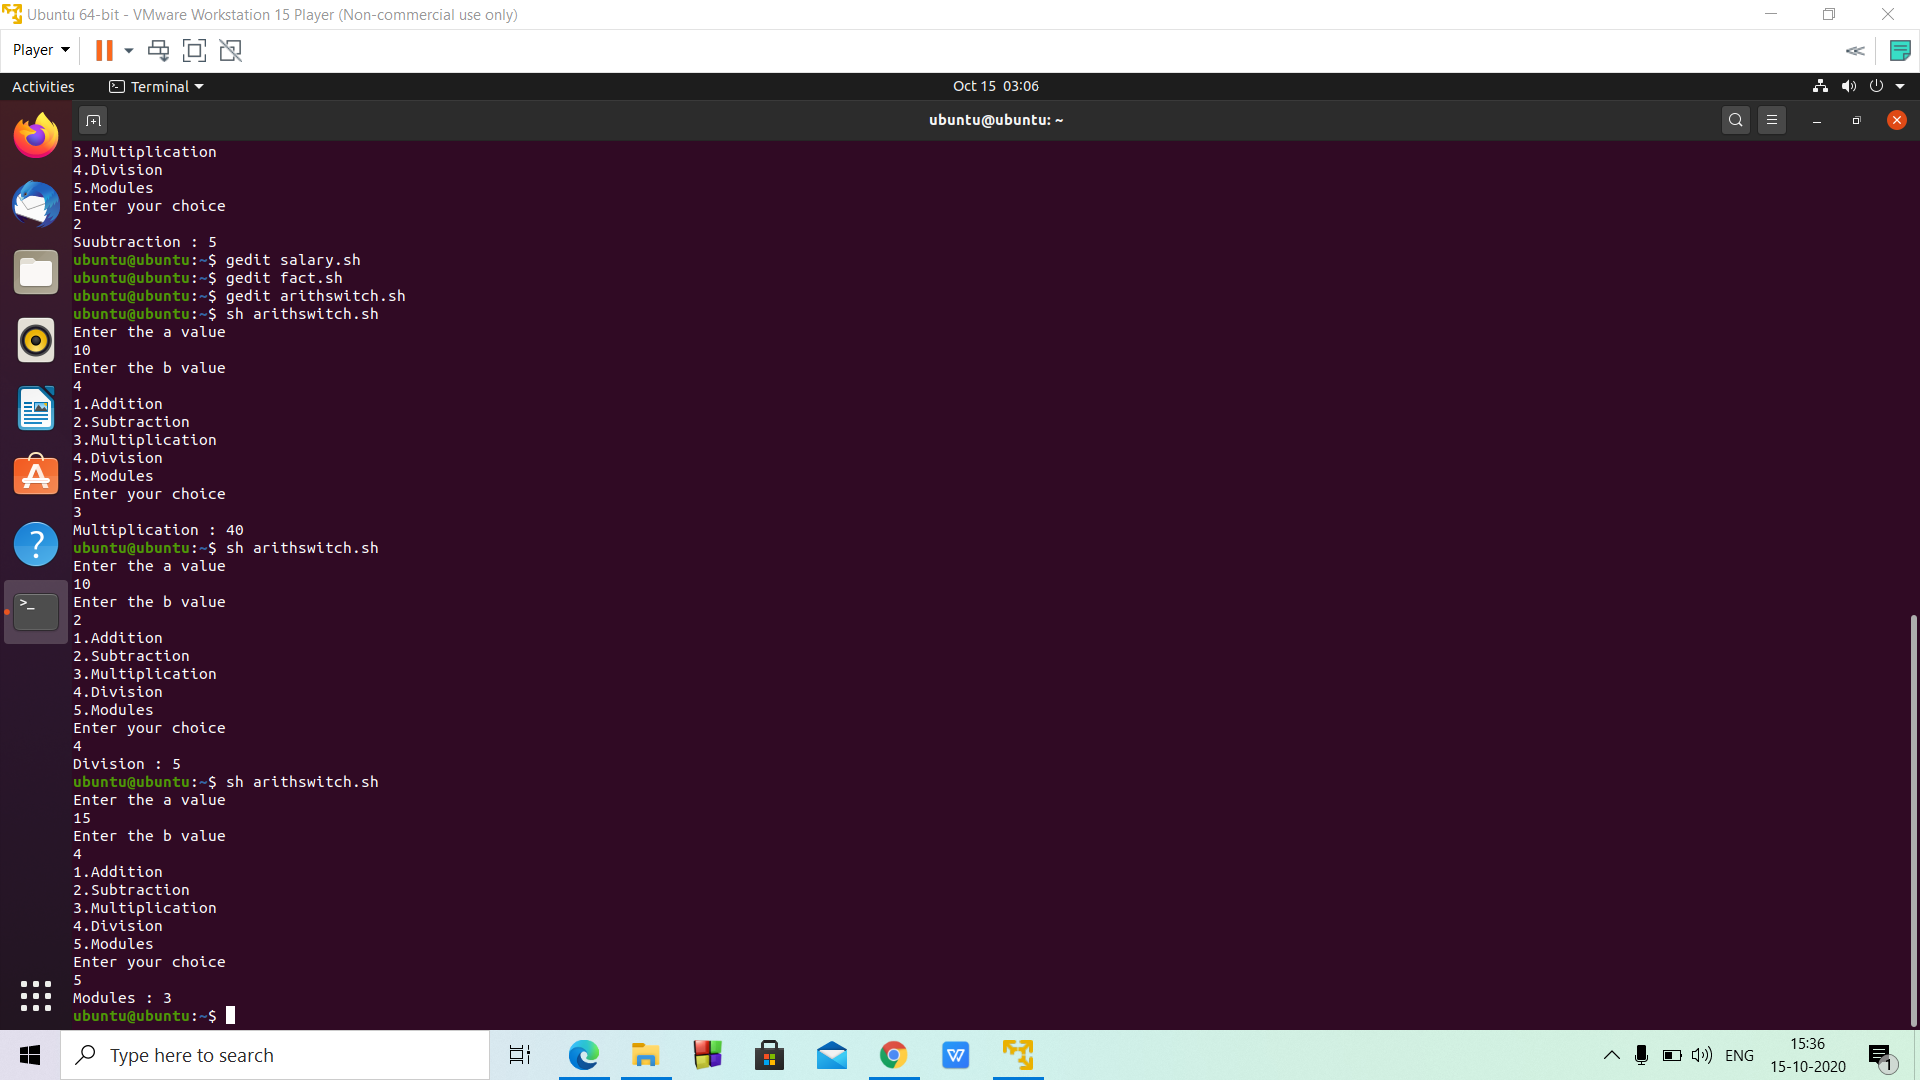 Ubuntu 64-bit - VMware Workstation 15 Player (Non-commercial use only)
Player
Activities
Terminal
Oct 15 03:06
ubuntu@ubuntu: ~
3.Multiplication
4.Division
5.Modules
Enter your choice
2
Suubtraction : 5
ubuntu@ubuntu:~$ gedit salary.sh
ubuntu@ubuntu:~$ gedit fact.sh
ubuntu@ubuntu:~$ gedit arithswitch.sh
ubuntu@ubuntu:~$ sh arithswitch.sh
Enter the a value
10
Enter the b value
4
1.Addition
2.Subtraction
3.Multiplication
4.Division
5.Modules
Enter your choice
3
Multiplication : 40
ubuntu@ubuntu:~$ sh arithswitch.sh
Enter the a value
10
Enter the b value
2
1.Addition
2.Subtraction
3.Multiplication
4.Division
5.Modules
Enter your choice
4
Division : 5
ubuntu@ubuntu:~$ sh arithswitch.sh
Enter the a value
15
Enter the b value
4
1.Addition
2.Subtraction
3.Multiplication
4.Division
5.Modules
Enter your choice
5
Modules : 3
ubuntu@ubuntu:~$
Type here to search
ENG
15:36
15-10-2020
1